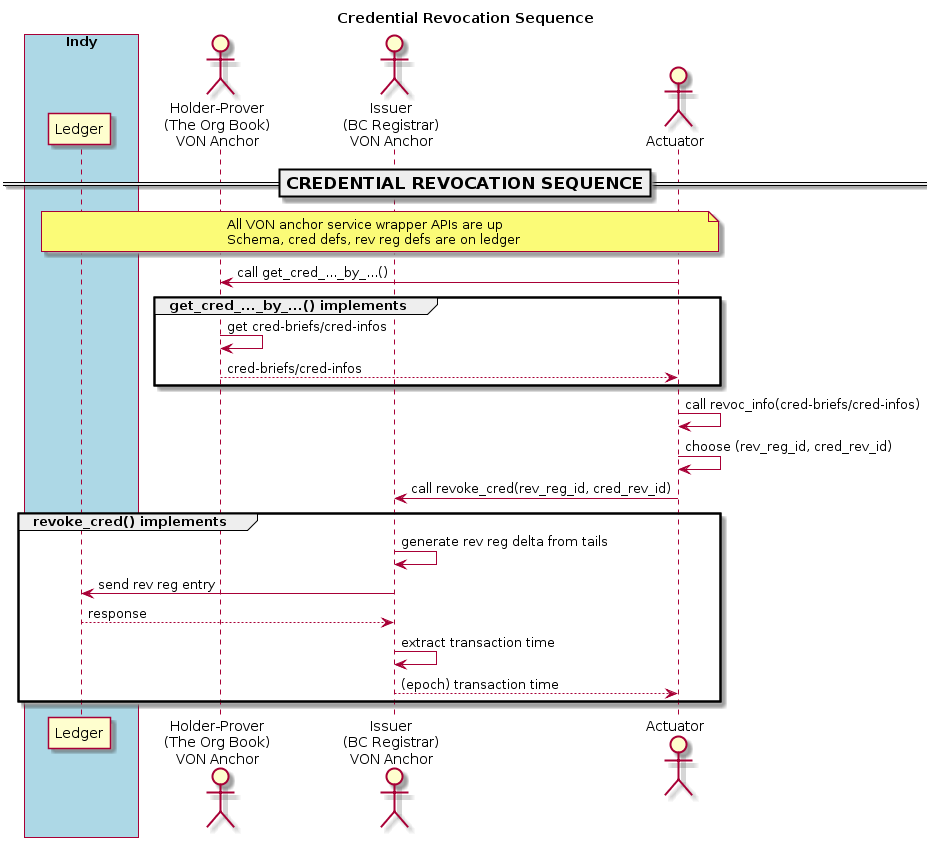 Credential Revocation Sequence
Indy
Ledger
Holder-Prover
(The Org Book)
VON Anchor
Issuer
(BC Registrar)
VON Anchor
Actuator
CREDENTIAL REVOCATION SEQUENCE
All VON anchor service wrapper APIs are up
Schema, cred defs, rev reg defs are on ledger
call get_cred_..._by_...()
get_cred_..._by_...() implements
get cred-briefs/cred-infos
cred-briefs/cred-infos
call revoc_info(cred-briefs/cred-infos)
choose (rev_reg_id, cred_rev_id)
call revoke_cred(rev_reg_id, cred_rev_id)
revoke_cred() implements
generate rev reg delta from tails
send rev reg entry
response
extract transaction time
(epoch) transaction time
Ledger
Holder-Prover
(The Org Book)
VON Anchor
Issuer
(BC Registrar)
VON Anchor
Actuator